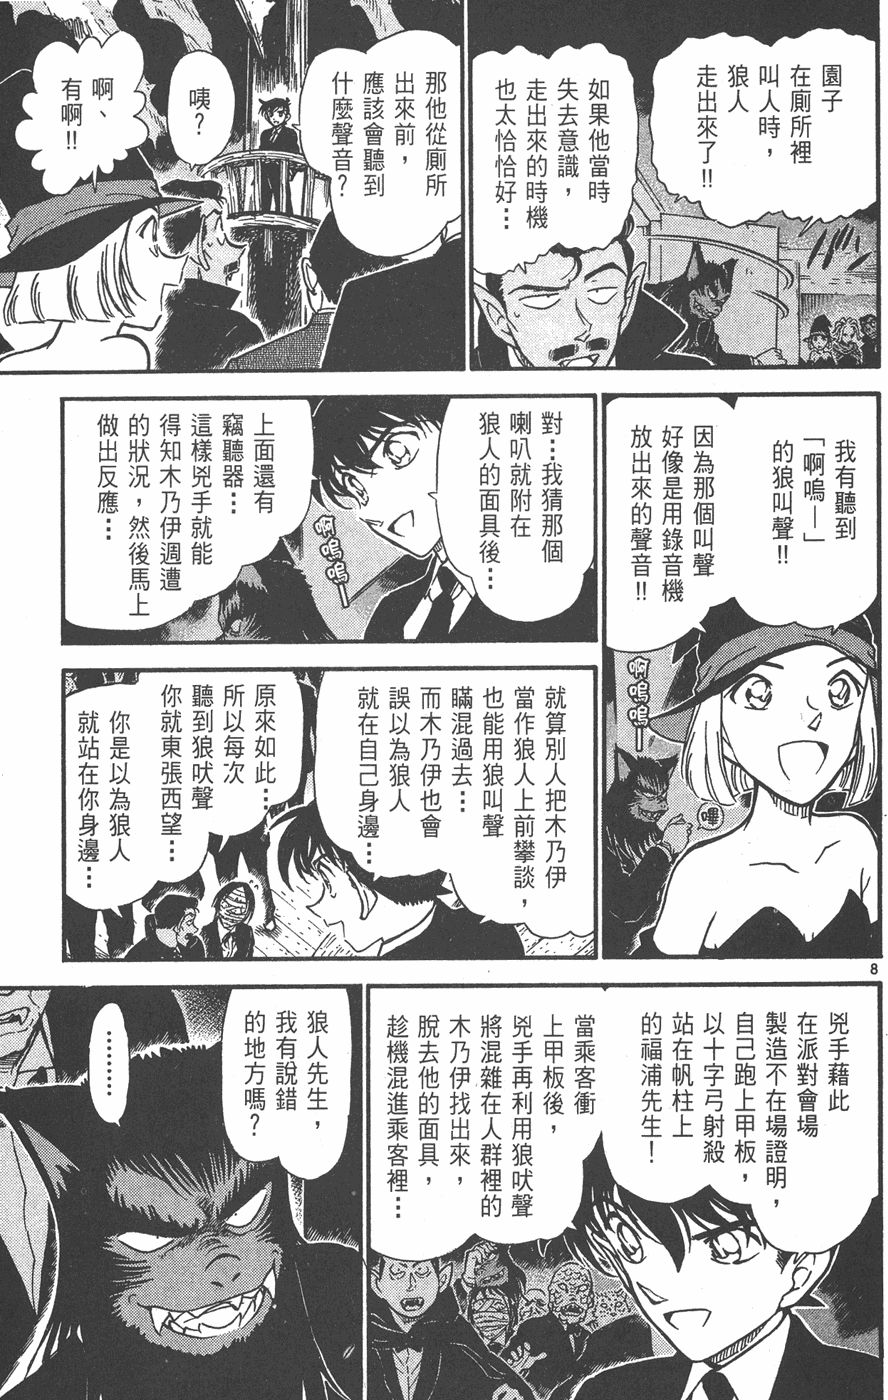 園子
在廁所裡
叫人時，
狼人
走出來了!!
如果他當時
失去意識，
走出來的時機
也太恰恰好…
那他從廁所
出來前，
應該會聽到
什麼聲音?
咦?
啊、
有啊!!
我有聽到
「啊嗚—」
的狼叫聲!!
因為那個叫聲
好像是用錄音機
放出來的聲音!!
啊嗚嗚—
嗶
對…我猜那個
喇叭就附在
狼人的面具後…
上面還有
竊聽器…
這樣兇手就能
得知木乃伊週遭
的狀況，然後馬上
做出反應…
啊嗚嗚—
就算別人把木乃伊
當作狼人上前攀談，
也能用狼叫聲
瞞混過去…
而木乃伊也會
誤以為狼人
就在自己身邊…
原來如此…
所以每次
聽到狼吠聲
你就東張西望…
你是以為狼人
就站在你身邊…
8
兇手藉此
在派對會場
製造不在場證明，
自己跑上甲板，
以十字弓射殺
站在帆柱上
的福浦先生!
當乘客衝
上甲板後，
兇手再利用狼吠聲
將混雜在人群裡的
木乃伊找出來，
脫去他的面具，
趁機混進乘客裡…
狼人先生，
我有說錯
的地方嗎?
………